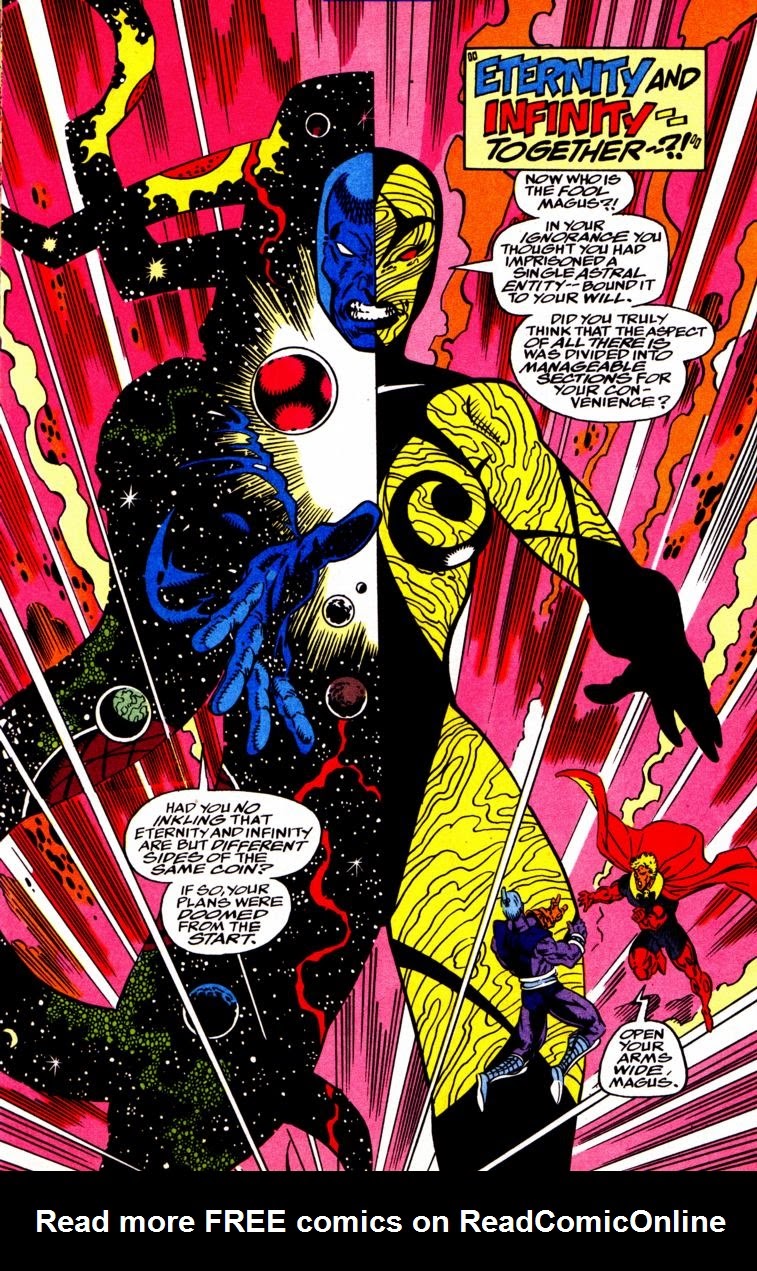 "ETERNITY AND
INFINITY--
TOGETHER--?!"
NOW WHO IS
THE FOOL
MAGUS?!
IN YOUR
IGNORANCE YOU
THOUGHT YOU HAD
IMPRISONED A
SINGLE ASTRAL
ENTITY-- BOUND IT
TO YOUR WILL.
DID YOU TRULY
THINK THAT THE ASPECT
OF ALL THERE IS
WAS DIVIDED INTO
MANAGEABLE
SECTIONS FOR
YOUR CON-
VENIENCE?
HAD YOU NO
INKLING THAT
ETERNITY AND INFINITY
ARE BUT DIFFERENT
SIDES OF THE
SAME COIN?
IF SO, YOUR
PLANS WERE
DOOMED
FROM THE
START.
OPEN
YOUR
ARMS
WIDE,
MAGUS.
Read more FREE comics on ReadComicOnline